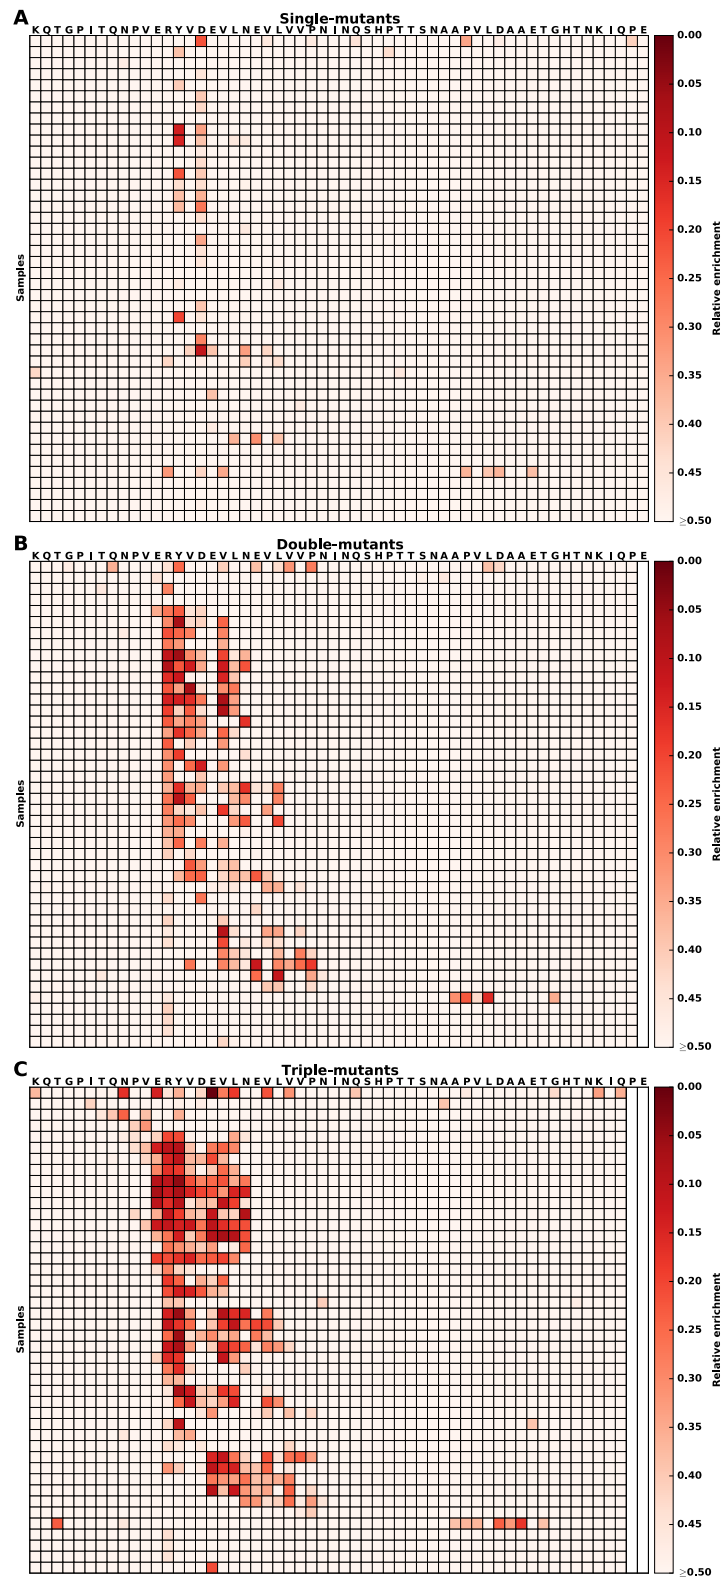 A
Single-mutants
K Q T G P I T Q N P V E R Y V D E V L N E V L V V P N I N Q S H P T T S N A A P V L D A A E T G H T N K I Q P E
Samples
0.00
0.05
0.10
0.15
0.20
0.25
0.30
0.35
0.40
0.45
≥0.50
Relative enrichment
B
Double-mutants
K Q T G P I T Q N P V E R Y V D E V L N E V L V V P N I N Q S H P T T S N A A P V L D A A E T G H T N K I Q P E
Samples
0.00
0.05
0.10
0.15
0.20
0.25
0.30
0.35
0.40
0.45
≥0.50
Relative enrichment
C
Triple-mutants
K Q T G P I T Q N P V E R Y V D E V L N E V L V V P N I N Q S H P T T S N A A P V L D A A E T G H T N K I Q P E
Samples
0.00
0.05
0.10
0.15
0.20
0.25
0.30
0.35
0.40
0.45
≥0.50
Relative enrichment